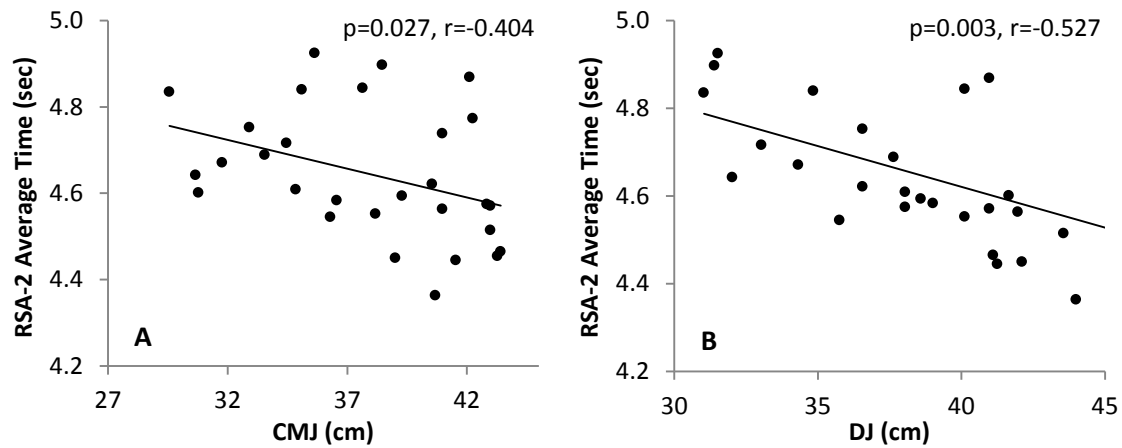 p=0.027, r=-0.404
5.0
4.8
4.6
4.4
4.2
RSA-2 Average Time (sec)
A
27
32
37
42
CMJ (cm)
p=0.003, r=-0.527
5.0
4.8
4.6
4.4
4.2
RSA-2 Average Time (sec)
B
30
35
40
45
DJ (cm)